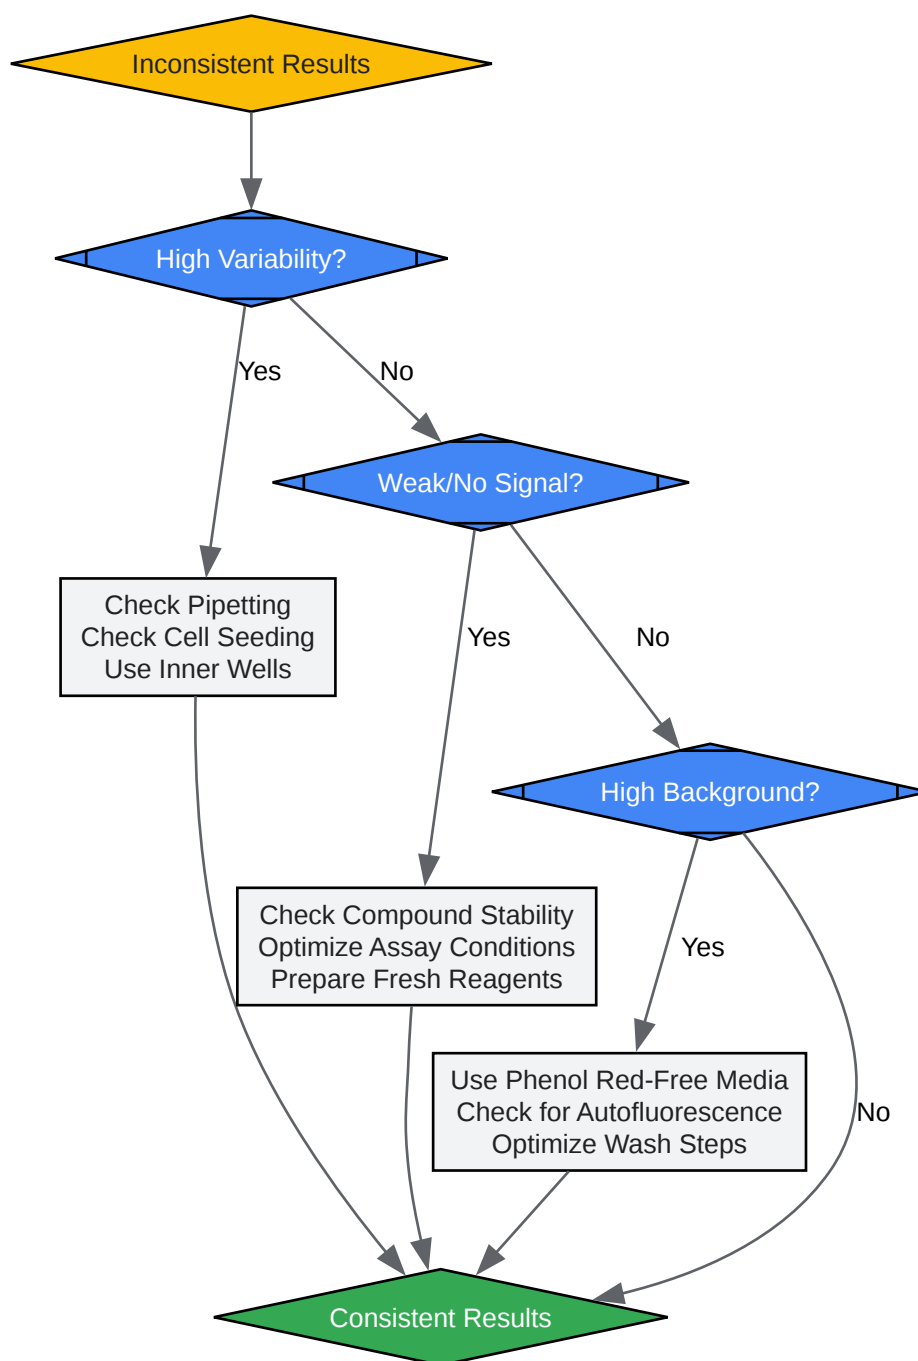 Inconsistent Results
High Variability?
Yes
No
Weak/No Signal?
Check Pipetting
Check Cell Seeding
Use Inner Wells
Yes
No
High Background?
Check Compound Stability
Optimize Assay Conditions
Prepare Fresh Reagents
Yes
Use Phenol Red-Free Media
Check for Autofluorescence
Optimize Wash Steps
No
Consistent Results